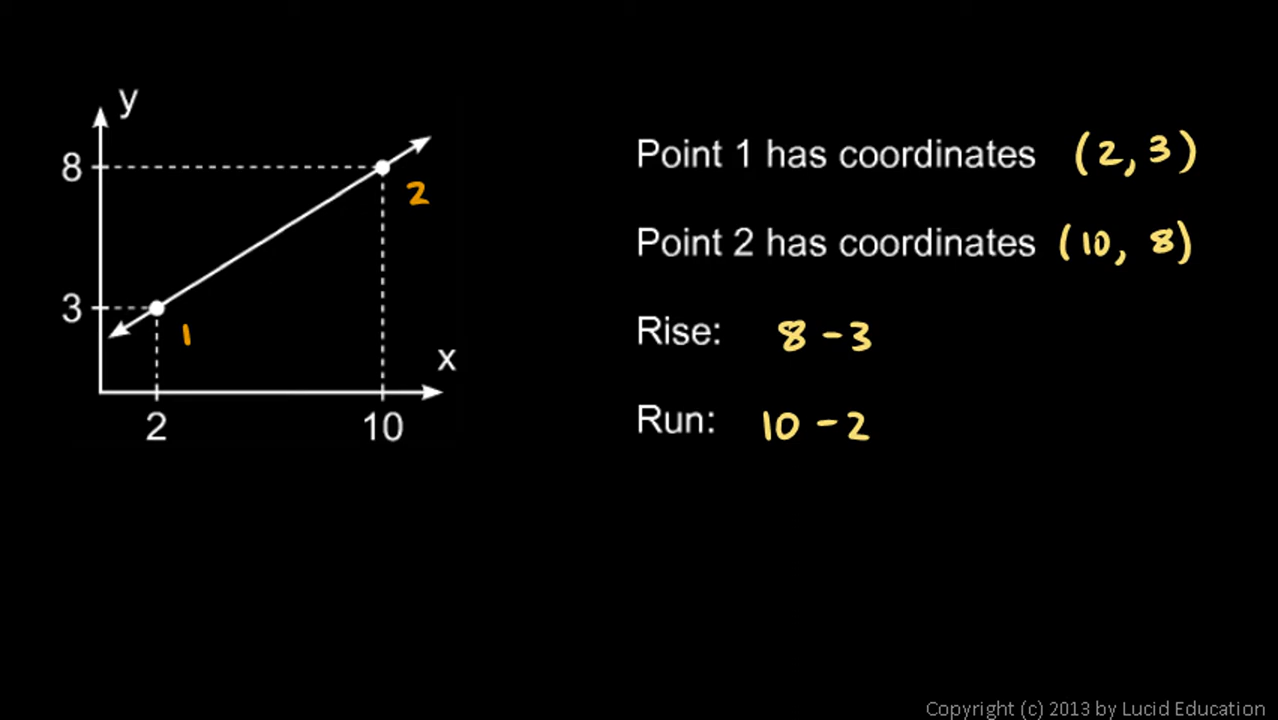 y
8
2
3
1
x
2
10
Point 1 has coordinates (2, 3)
Point 2 has coordinates (10, 8)
Rise: 8 - 3
Run: 10 - 2
Copyright (c) 2013 by Lucid Education